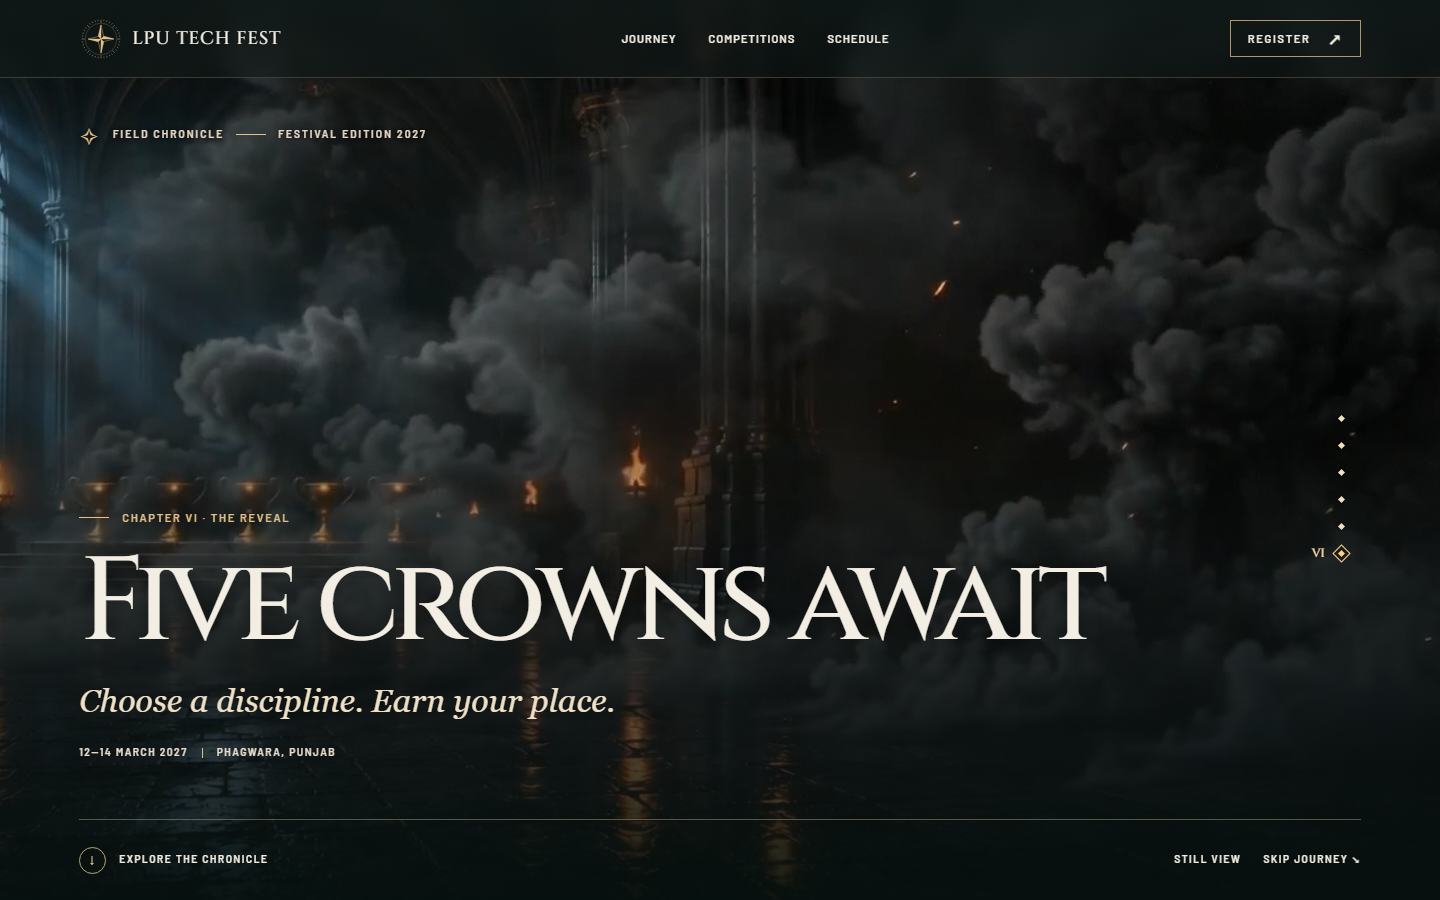 LPU TECH FEST
JOURNEY COMPETITIONS SCHEDULE
REGISTER ↗
FIELD CHRONICLE — FESTIVAL EDITION 2027
CHAPTER VI · THE REVEAL
VI
FIVE CROWNS AWAIT
Choose a discipline. Earn your place.
12–14 MARCH 2027 | PHAGWARA, PUNJAB
↓ EXPLORE THE CHRONICLE
STILL VIEW SKIP JOURNEY ↘